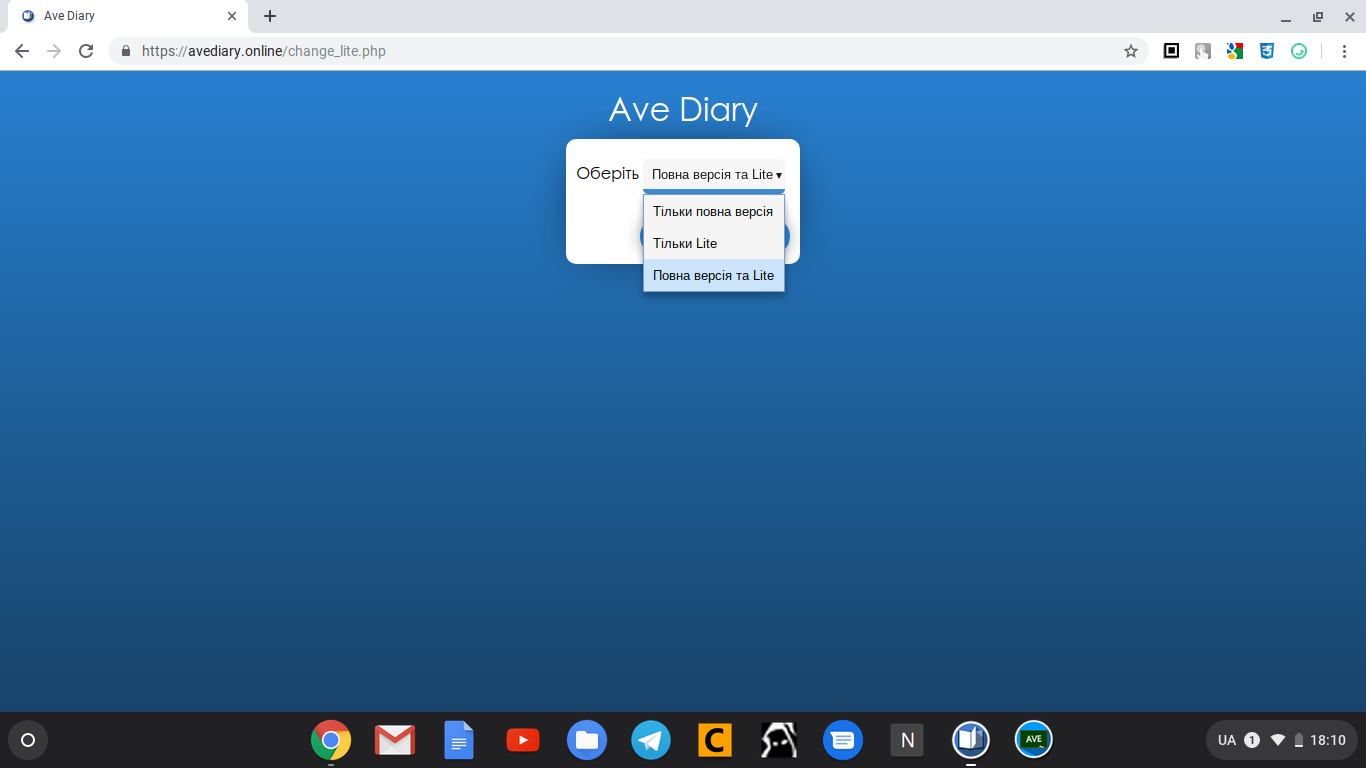 Ave Diary
https://avediary.online/change_lite.php
Ave Diary
Оберіть Повна версія та Lite
Тільки повна версія
Тільки Lite
Повна версія та Lite
C
N
AVE
UA 1 18:10